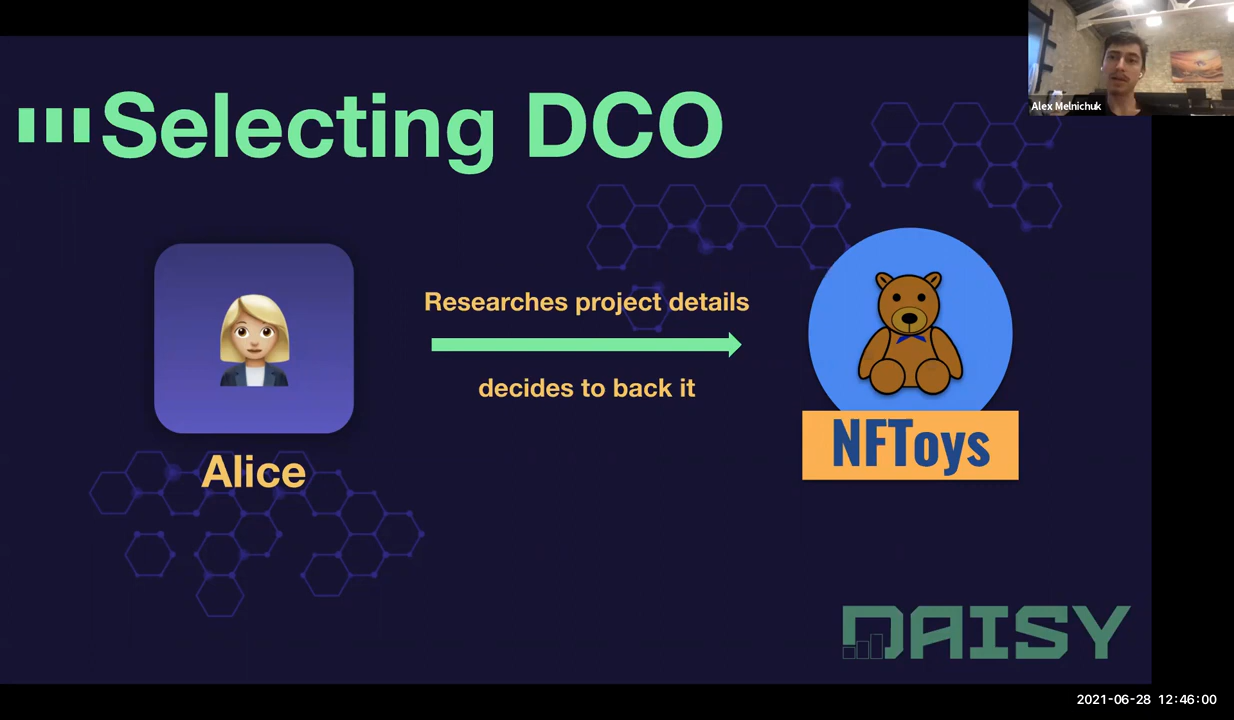 Selecting DCO
Alex Melnichuk
Researches project details
decides to back it
Alice
NFToys
DAISY
2021-06-28 12:46:00